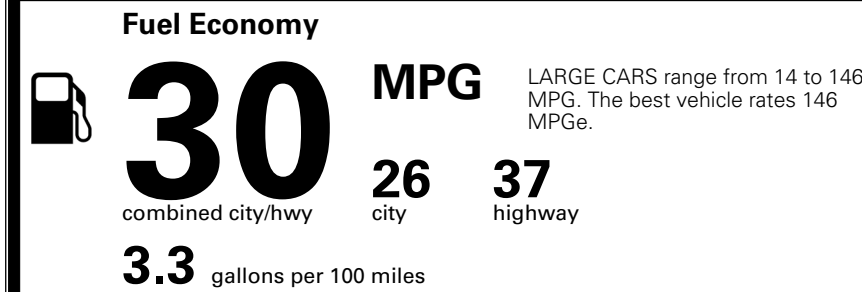 Fuel Economy
30
combined city/hwy
MPG
26
city
37
highway
LARGE CARS range from 14 to 146
MPG. The best vehicle rates 146
MPGe.
3.3 gallons per 100 miles